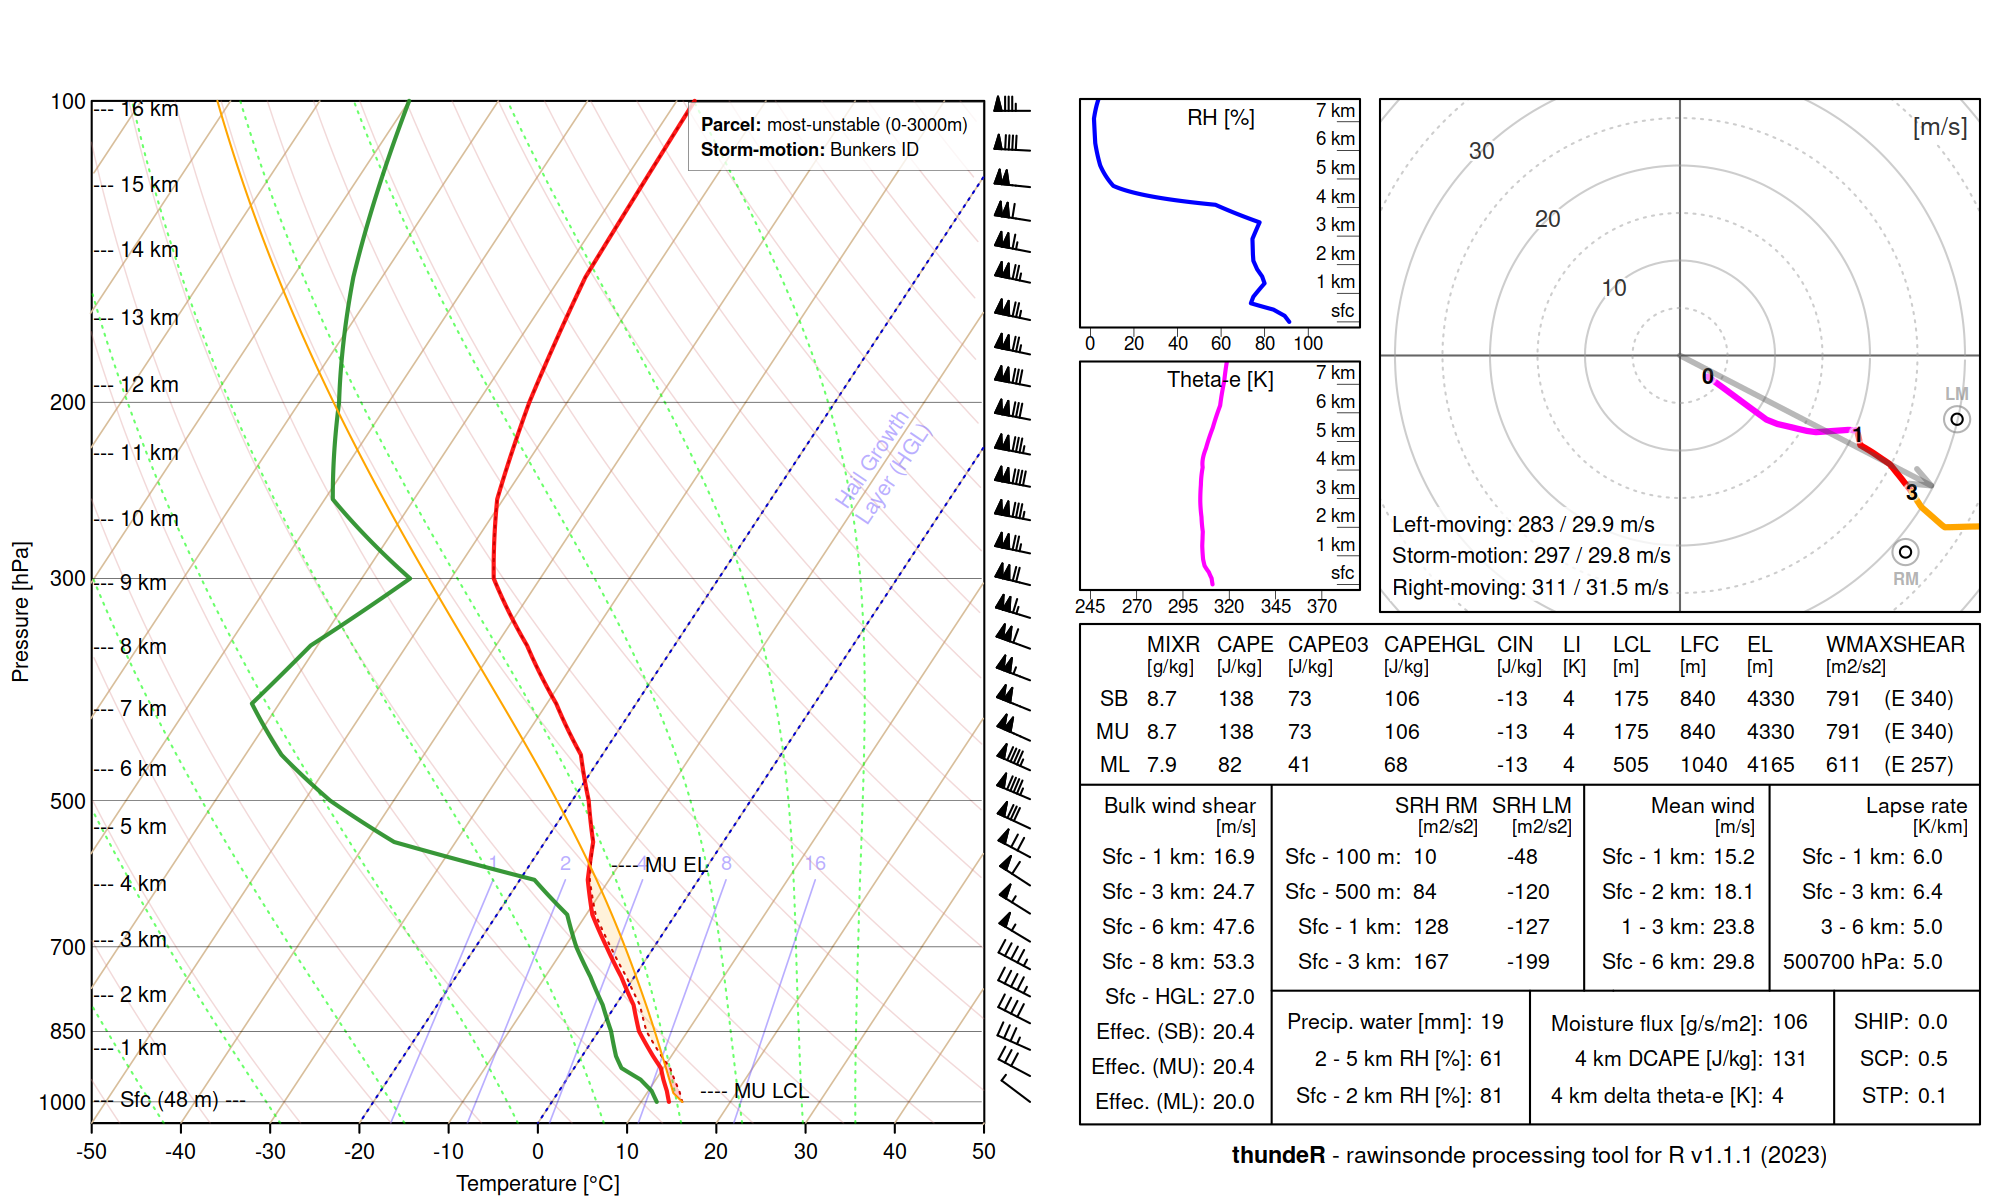 100
200
300
500
700
850
1000
Pressure [hPa]
--- 16 km
--- 15 km
--- 14 km
--- 13 km
--- 12 km
--- 11 km
--- 10 km
--- 9 km
--- 8 km
--- 7 km
--- 6 km
--- 5 km
--- 4 km
--- 3 km
--- 2 km
--- 1 km
--- Sfc (48 m) ---
Parcel: most-unstable (0-3000m)
Storm-motion: Bunkers ID
Hail Growth
Layer (HGL)
1 2 4 8 16
---- MU EL
---- MU LCL
-50 -40 -30 -20 -10 0 10 20 30 40 50
Temperature [°C]
RH [%]
7 km
6 km
5 km
4 km
3 km
2 km
1 km
sfc
0 20 40 60 80 100
Theta-e [K]
7 km
6 km
5 km
4 km
3 km
2 km
1 km
sfc
245 270 295 320 345 370
[m/s]
30
20
10
0
1
3
LM
RM
Left-moving: 283 / 29.9 m/s
Storm-motion: 297 / 29.8 m/s
Right-moving: 311 / 31.5 m/s
MIXR CAPE CAPE03 CAPEHGL CIN LI LCL LFC EL WMAXSHEAR
[g/kg] [J/kg] [J/kg] [J/kg] [J/kg] [K] [m] [m] [m] [m2/s2]
SB 8.7 138 73 106 -13 4 175 840 4330 791 (E 340)
MU 8.7 138 73 106 -13 4 175 840 4330 791 (E 340)
ML 7.9 82 41 68 -13 4 505 1040 4165 611 (E 257)
Bulk wind shear
[m/s]
Sfc - 1 km: 16.9
Sfc - 3 km: 24.7
Sfc - 6 km: 47.6
Sfc - 8 km: 53.3
Sfc - HGL: 27.0
Effec. (SB): 20.4
Effec. (MU): 20.4
Effec. (ML): 20.0
SRH RM SRH LM
[m2/s2] [m2/s2]
Sfc - 100 m: 10 -48
Sfc - 500 m: 84 -120
Sfc - 1 km: 128 -127
Sfc - 3 km: 167 -199
Mean wind
[m/s]
Sfc - 1 km: 15.2
Sfc - 2 km: 18.1
1 - 3 km: 23.8
Sfc - 6 km: 29.8
Lapse rate
[K/km]
Sfc - 1 km: 6.0
Sfc - 3 km: 6.4
3 - 6 km: 5.0
500700 hPa: 5.0
Precip. water [mm]: 19
2 - 5 km RH [%]: 61
Sfc - 2 km RH [%]: 81
Moisture flux [g/s/m2]: 106
4 km DCAPE [J/kg]: 131
4 km delta theta-e [K]: 4
SHIP: 0.0
SCP: 0.5
STP: 0.1
thundeR - rawinsonde processing tool for R v1.1.1 (2023)